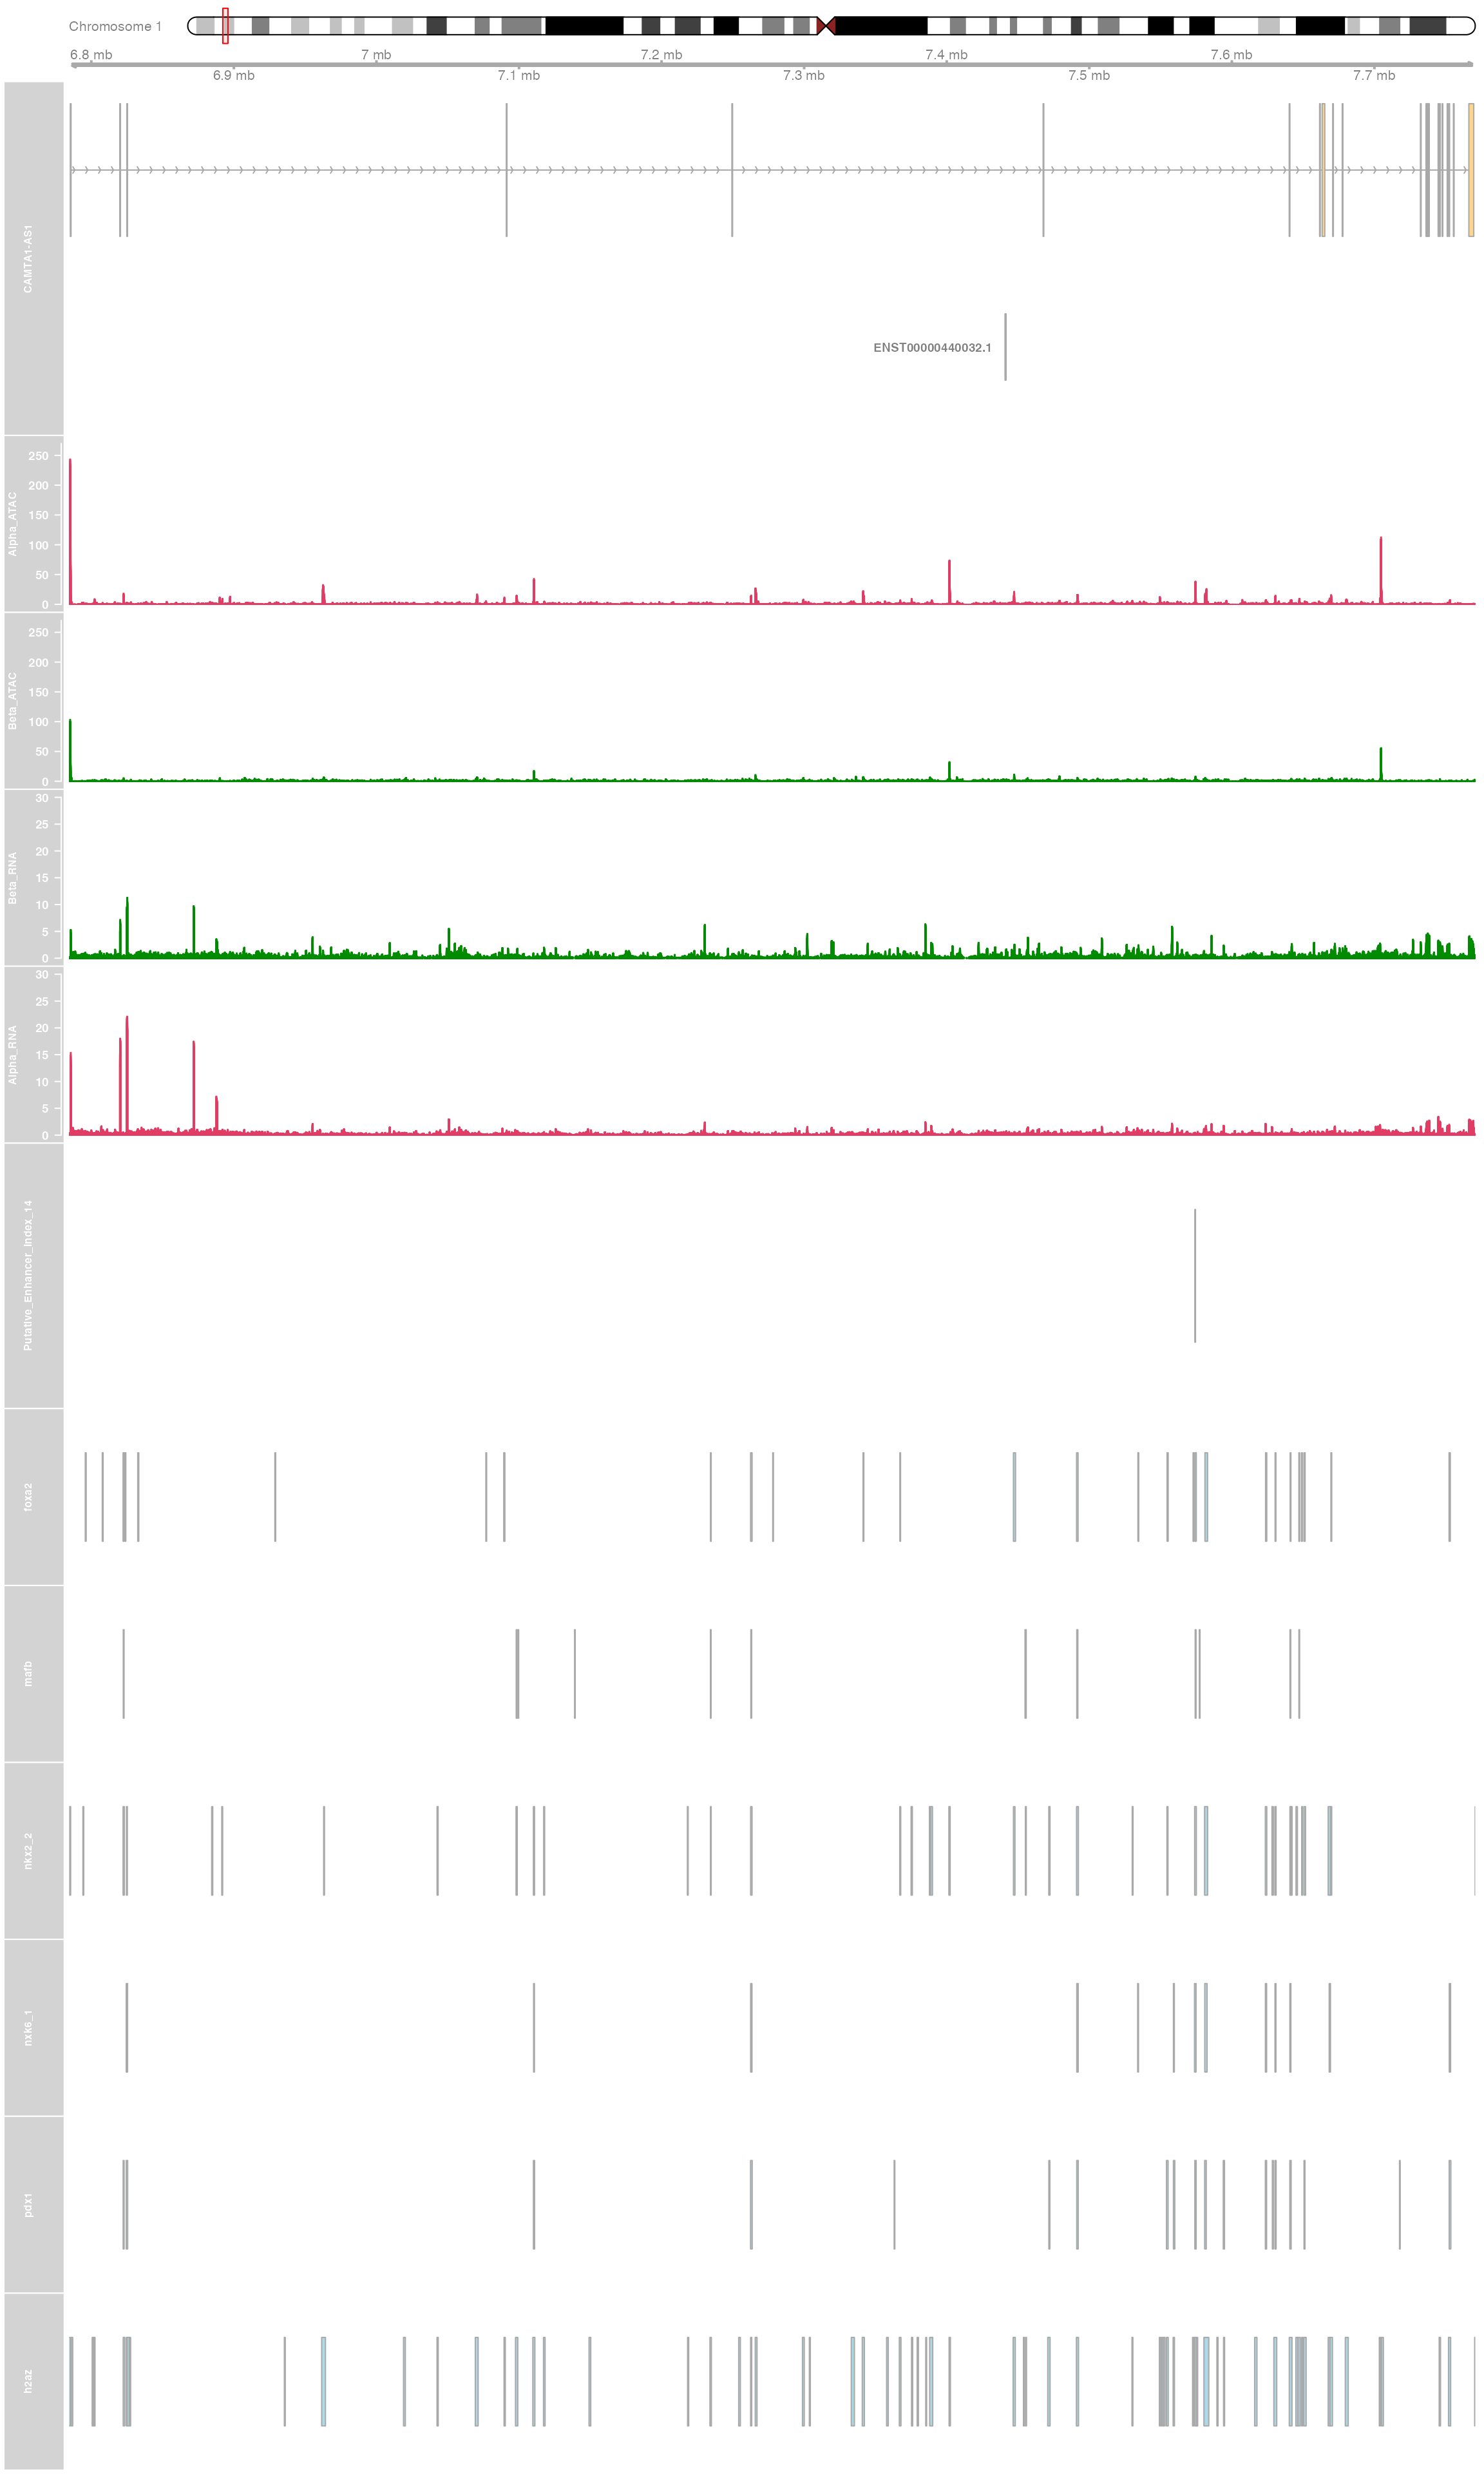 Chromosome 1
6.8 mb
7 mb
7.2 mb
7.4 mb
7.6 mb
6.9 mb
7.1 mb
7.3 mb
7.5 mb
7.7 mb
CAMTA1-AS1
ENST00000440032.1
Alpha_ATAC
250
200
150
100
50
0
Beta_ATAC
250
200
150
100
50
0
Beta_RNA
30
25
20
15
10
5
0
Alpha_RNA
30
25
20
15
10
5
0
Putative_Enhancer_Index_14
foxa2
mafb
nkx2_2
nxk6_1
pdx1
h2az